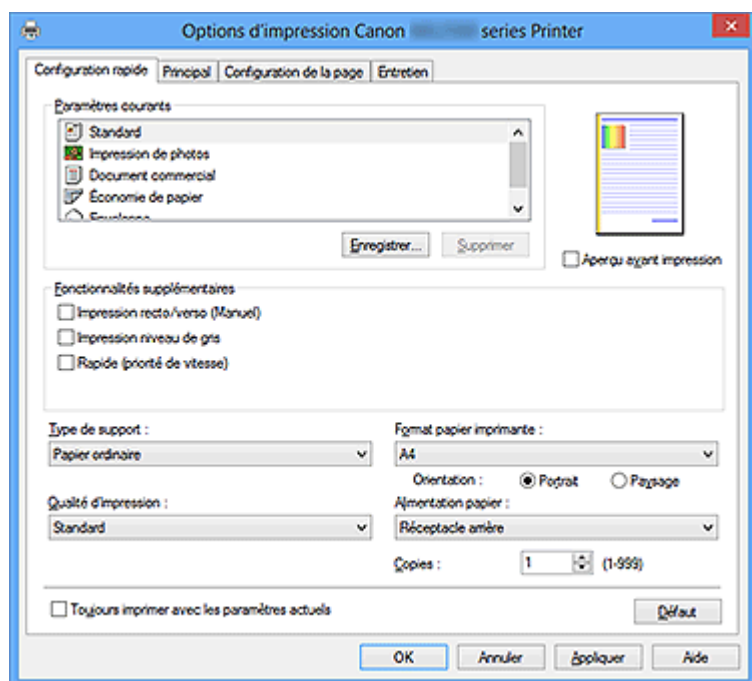 Options d'impression Canon series Printer
Configuration rapide Principal Configuration de la page Entretien
Paramètres courants
Standard
Impression de photos
Document commercial
Économie de papier
Enregistrer... Supprimer
Aperçu avant impression
Fonctionnalités supplémentaires
Impression recto/verso (Manuel)
Impression niveau de gris
Rapide (priorité de vitesse)
Type de support :
Papier ordinaire
Format papier imprimante :
A4
Orientation : Portrait Paysage
Qualité d'impression :
Standard
Alimentation papier :
Réceptacle arrière
Copies : 1 (1-999)
Toujours imprimer avec les paramètres actuels
Défaut
OK Annuler Appliquer Aide